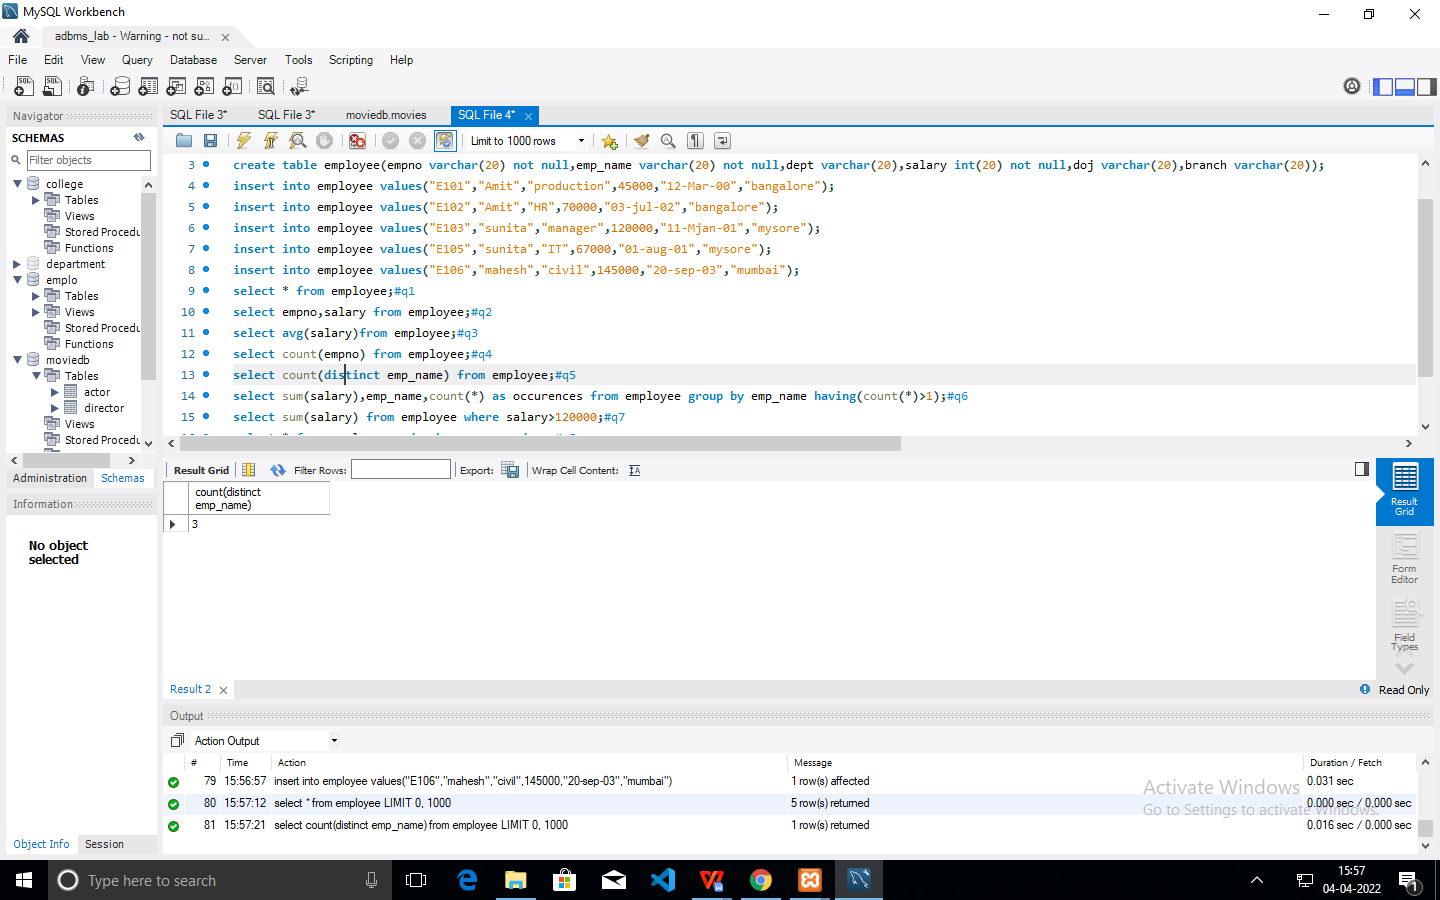 MySQL Workbench
adbms_lab - Warning - not su...
File Edit View Query Database Server Tools Scripting Help
Navigator
SCHEMAS
Filter objects
college
Tables
Views
Stored Procedu
Functions
department
emplo
Tables
Views
Stored Procedu
Functions
moviedb
Tables
actor
director
Views
Stored Procedu
Administration Schemas
Information
No object
selected
Object Info Session
SQL File 3* SQL File 3* moviedb.movies SQL File 4*
Limit to 1000 rows
3 create table employee(empno varchar(20) not null,emp_name varchar(20) not null,dept varchar(20),salary int(20) not null,doj varchar(20),branch varchar(20));
4 insert into employee values("E101","Amit","production",45000,"12-Mar-00","bangalore");
5 insert into employee values("E102","Amit","HR",70000,"03-jul-02","bangalore");
6 insert into employee values("E103","sunita","manager",120000,"11-Mjan-01","mysore");
7 insert into employee values("E105","sunita","IT",67000,"01-aug-01","mysore");
8 insert into employee values("E106","mahesh","civil",145000,"20-sep-03","mumbai");
9 select * from employee;#q1
10 select empno,salary from employee;#q2
11 select avg(salary)from employee;#q3
12 select count(empno) from employee;#q4
13 select count(distinct emp_name) from employee;#q5
14 select sum(salary),emp_name,count(*) as occurences from employee group by emp_name having(count(*)>1);#q6
15 select sum(salary) from employee where salary>120000;#q7
Result Grid Filter Rows: Export: Wrap Cell Content:
count(distinct
emp_name)
3
Result
Grid
Form
Editor
Field
Types
Result 2
Read Only
Output
Action Output
# Time Action Message Duration / Fetch
79 15:56:57 insert into employee values("E106","mahesh","civil",145000,"20-sep-03","mumbai") 1 row(s) affected 0.031 sec
80 15:57:12 select * from employee LIMIT 0, 1000 5 row(s) returned 0.000 sec / 0.000 sec
81 15:57:21 select count(distinct emp_name) from employee LIMIT 0, 1000 1 row(s) returned 0.016 sec / 0.000 sec
Activate Windows
Go to Settings to activate Windows.
Type here to search
15:57
04-04-2022
1